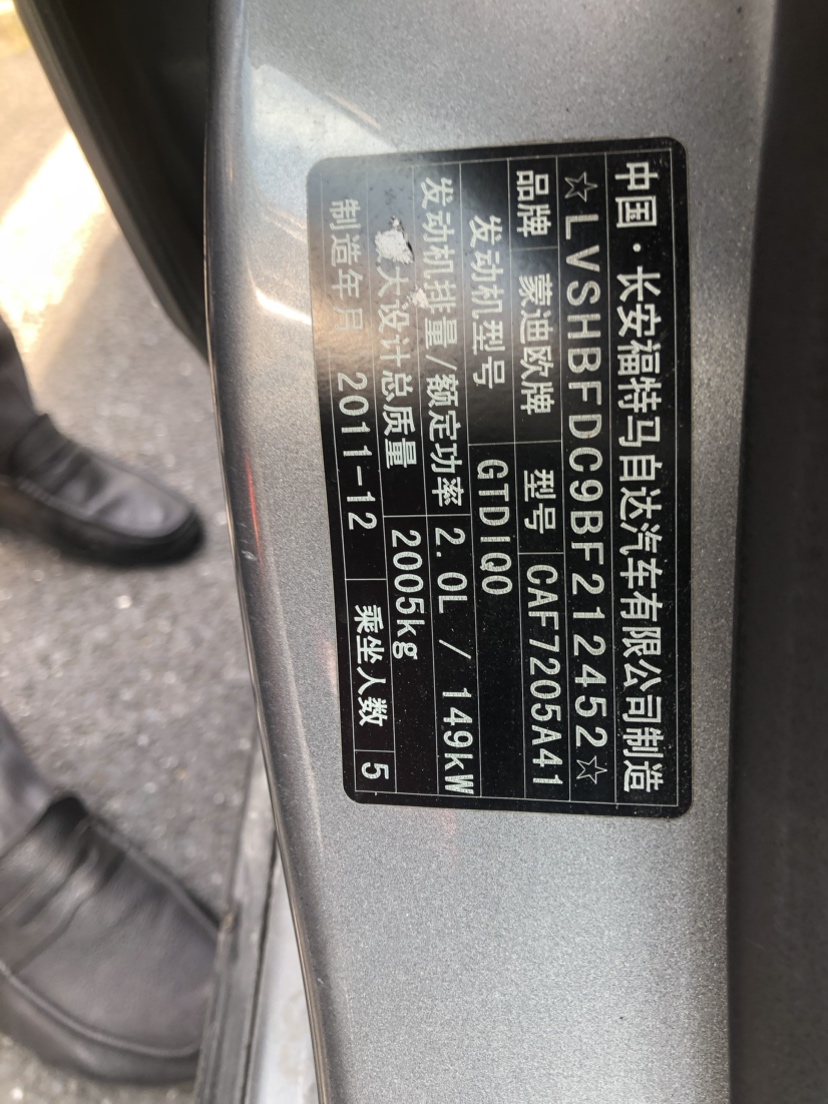 中国·长安福特马自达汽车有限公司制造
☆LVSHBFDC9BF212452☆
品牌 蒙迪欧牌 型号 CAF7205A41
发动机型号 GTDIQ0
发动机排量/额定功率 2.0L / 149kW
大设计总质量 2005kg
制造年月 2011-12 乘坐人数 5